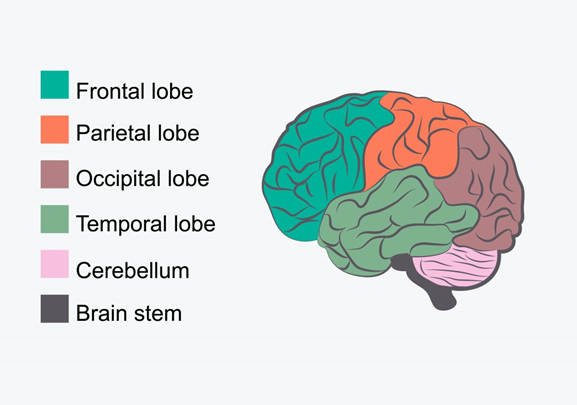 Frontal lobe
Parietal lobe
Occipital lobe
Temporal lobe
Cerebellum
Brain stem